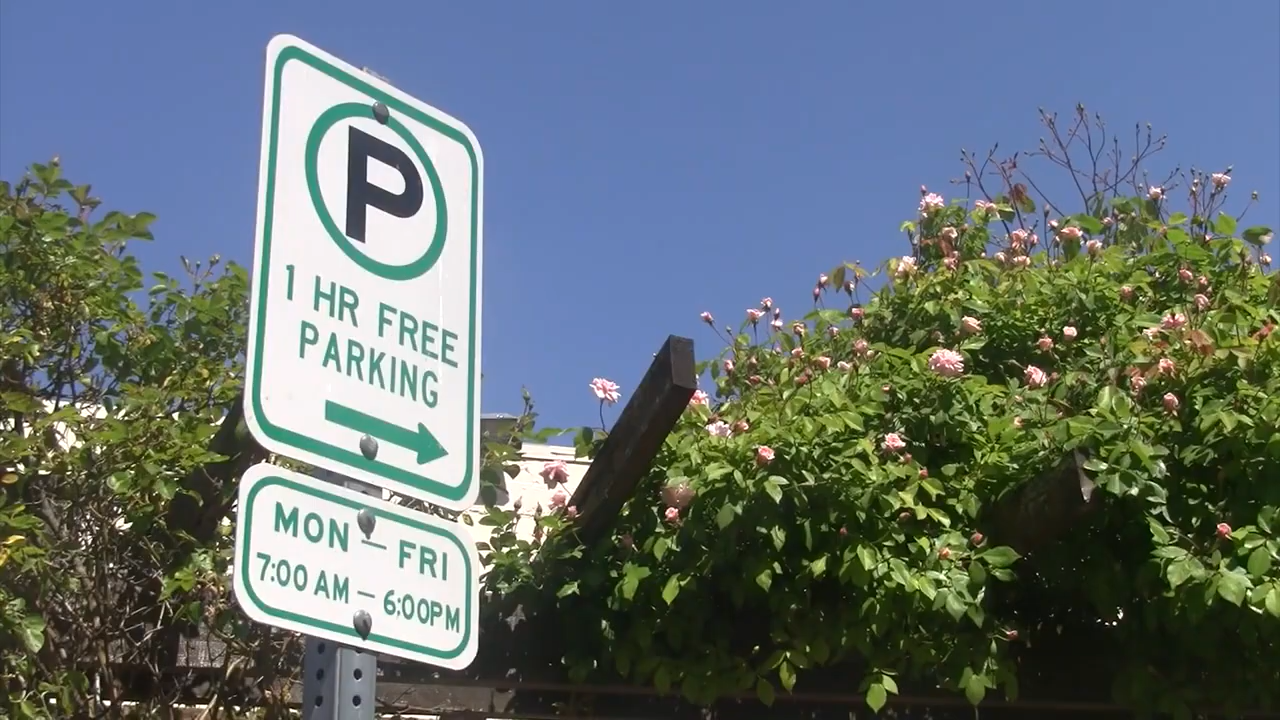 P
1 HR FREE
PARKING
MON – FRI
7:00 AM – 6:00PM